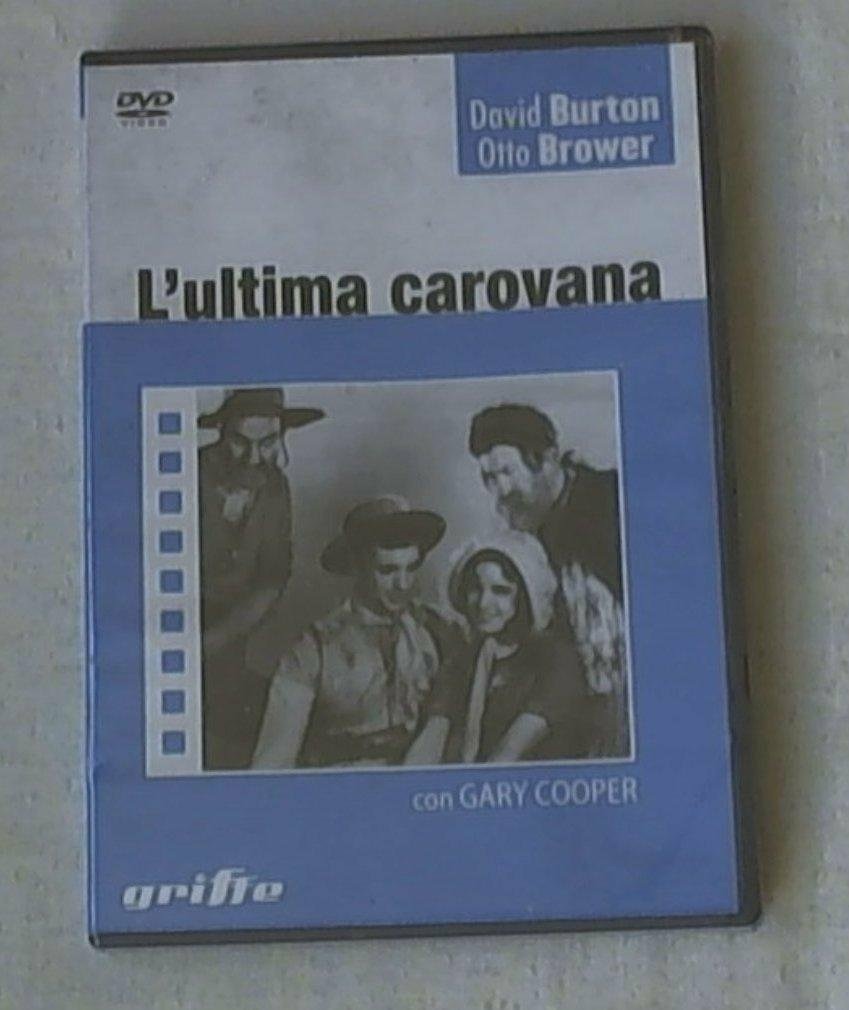 DVD
VIDEO
David Burton
Otto Brower
L'ultima carovana
con GARY COOPER
griffe